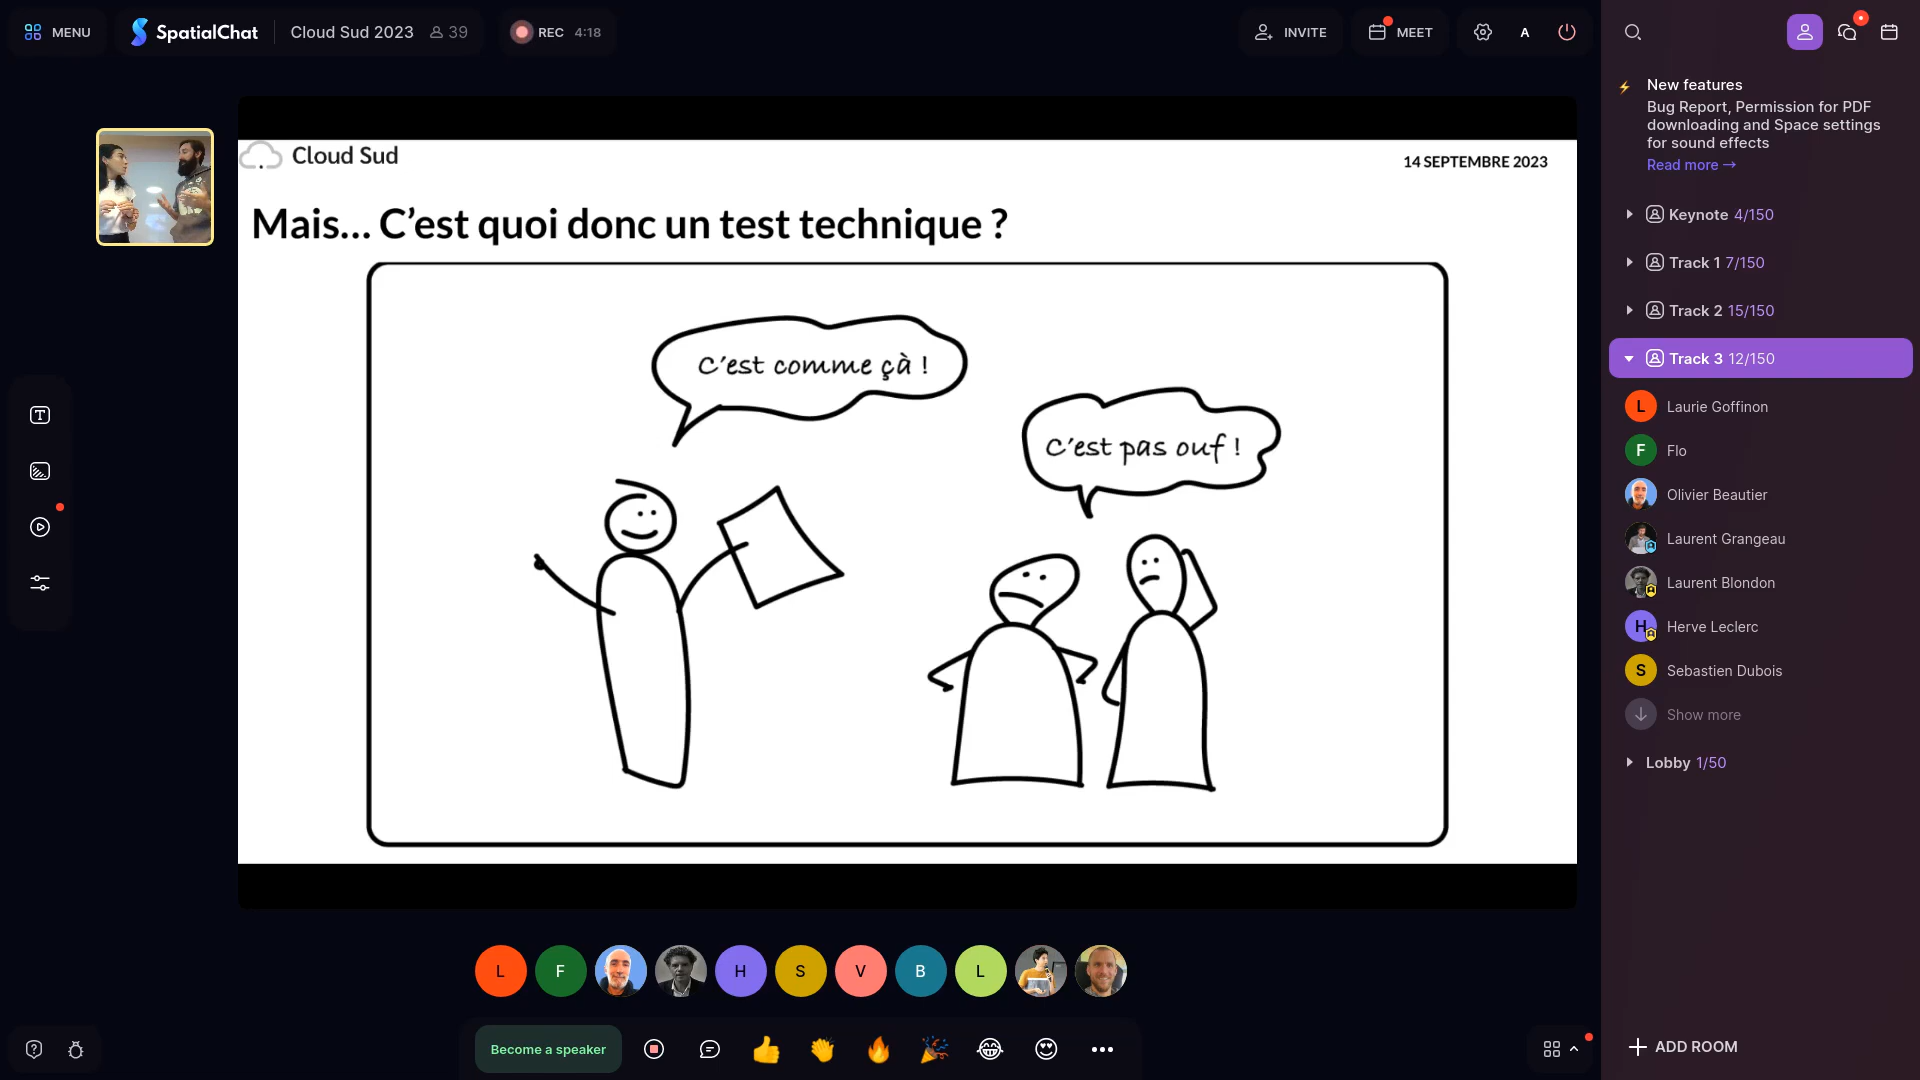 MENU
SpatialChat
Cloud Sud 2023
39
REC 4:18
INVITE
MEET
A
Cloud Sud
14 SEPTEMBRE 2023
Mais... C'est quoi donc un test technique ?
C'est comme çà !
C'est pas ouf !
L
F
H
S
V
B
L
Become a speaker
New features
Bug Report, Permission for PDF
downloading and Space settings
for sound effects
Read more →
Keynote 4/150
Track 1 7/150
Track 2 15/150
Track 3 12/150
L Laurie Goffinon
F Flo
Olivier Beautier
Laurent Grangeau
Laurent Blondon
H Herve Leclerc
S Sebastien Dubois
Show more
Lobby 1/50
ADD ROOM